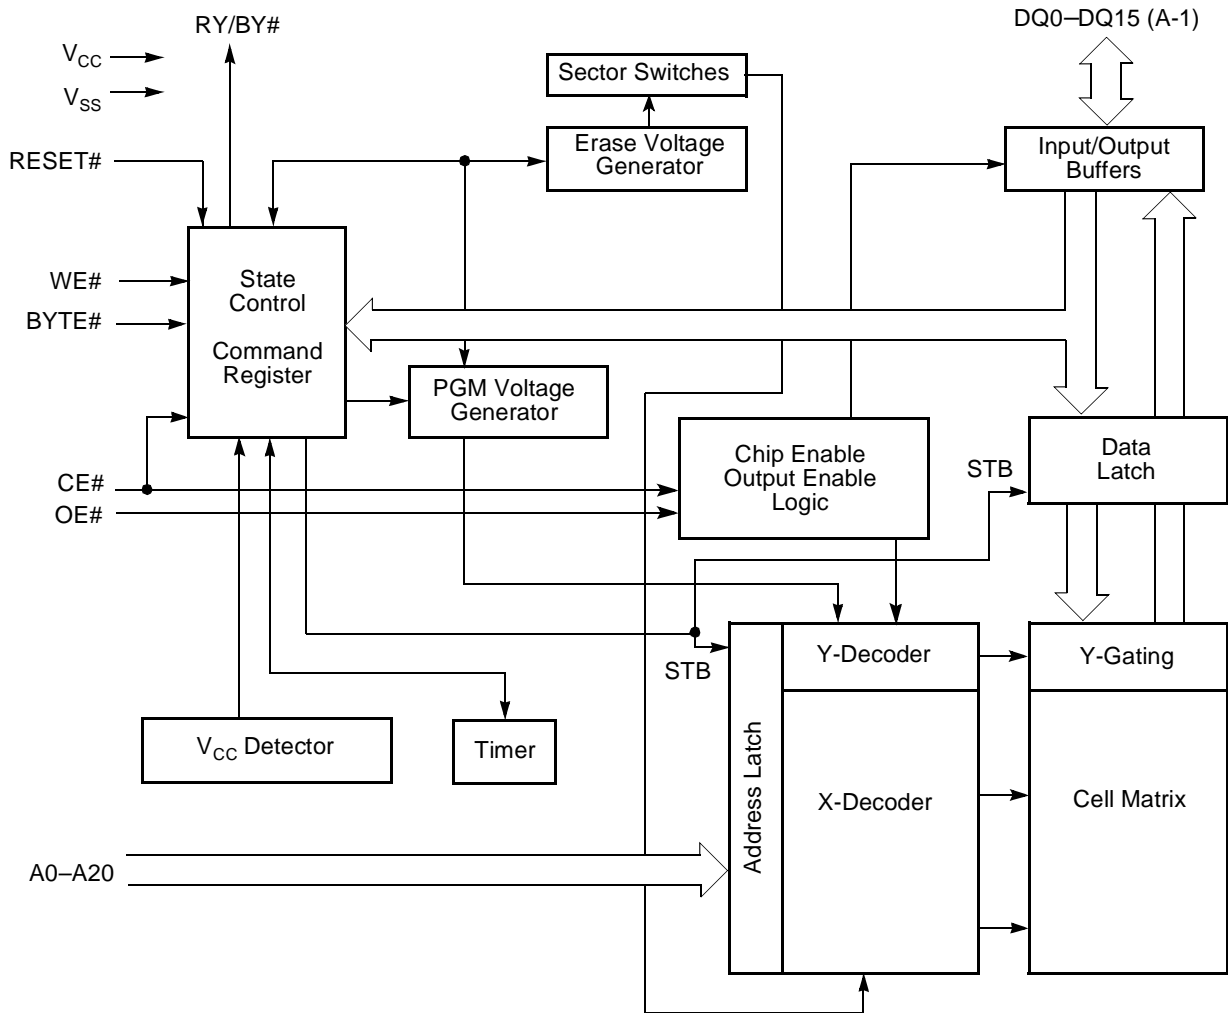 RY/BY#
DQ0–DQ15 (A-1)
VCC
VSS
Sector Switches
Erase Voltage
Generator
Input/Output
Buffers
RESET#
WE#
BYTE#
State
Control
Command
Register
PGM Voltage
Generator
Chip Enable
Output Enable
Logic
STB
Data
Latch
CE#
OE#
STB
Y-Decoder
Y-Gating
VCC Detector
Timer
Address Latch
X-Decoder
Cell Matrix
A0–A20